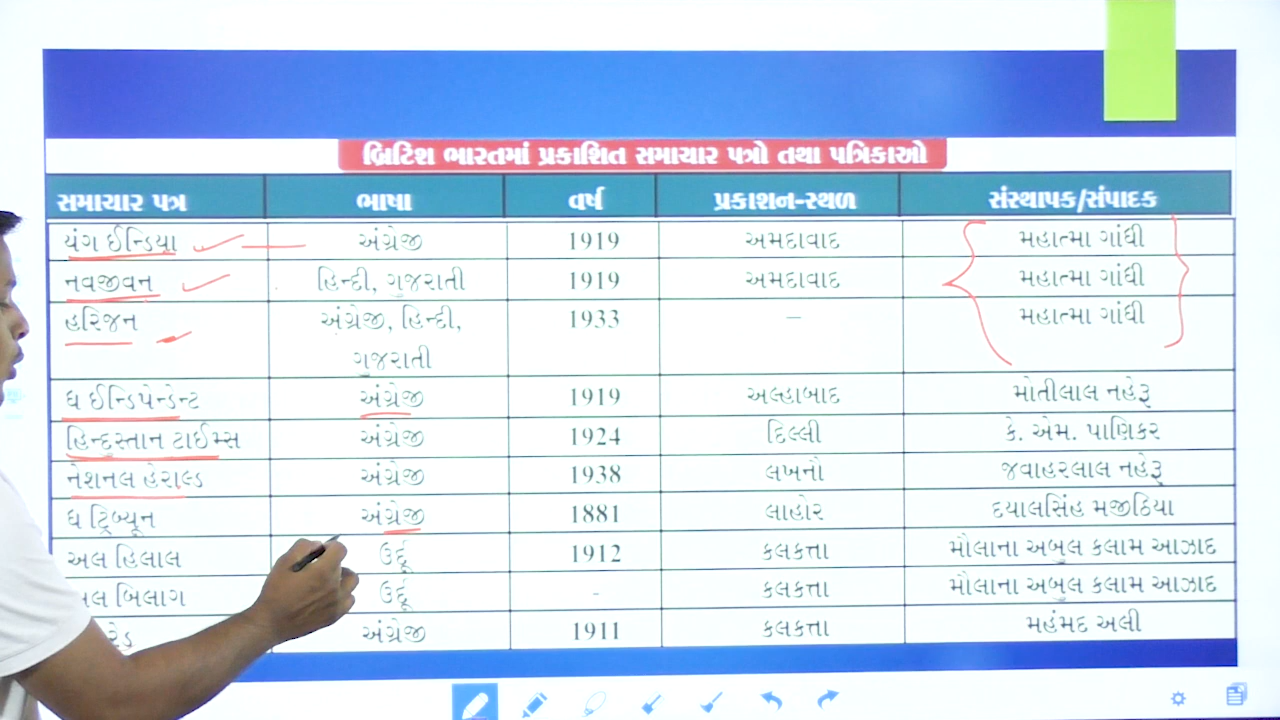 બ્રિટિશ ભારતમાં પ્રકાશિત સમાચાર પત્રો તથા પત્રિકાઓ
સમાચાર પત્ર ભાષા વર્ષ પ્રકાશન-સ્થળ સંસ્થાપક/સંપાદક
યંગ ઈન્ડિયા અંગ્રેજી 1919 અમદાવાદ મહાત્મા ગાંધી
નવજીવન હિન્દી, ગુજરાતી 1919 અમદાવાદ મહાત્મા ગાંધી
હરિજન અંગ્રેજી, હિન્દી, 1933 – મહાત્મા ગાંધી
ગુજરાતી
ધ ઈન્ડિપેન્ડેન્ટ અંગ્રેજી 1919 અલ્હાબાદ મોતીલાલ નહેરૂ
હિન્દુસ્તાન ટાઈમ્સ અંગ્રેજી 1924 દિલ્લી કે. એમ. પાણિકર
નેશનલ હેરાલ્ડ અંગ્રેજી 1938 લખનૌ જવાહરલાલ નહેરૂ
ધ ટ્રિબ્યૂન અંગ્રેજી 1881 લાહોર દયાલસિંહ મજીઠિયા
અલ હિલાલ ઉર્દૂ 1912 કલકત્તા મૌલાના અબુલ કલામ આઝાદ
બિલાગ ઉર્દૂ - કલકત્તા મૌલાના અબુલ કલામ આઝાદ
અંગ્રેજી 1911 કલકત્તા મહંમદ અલી